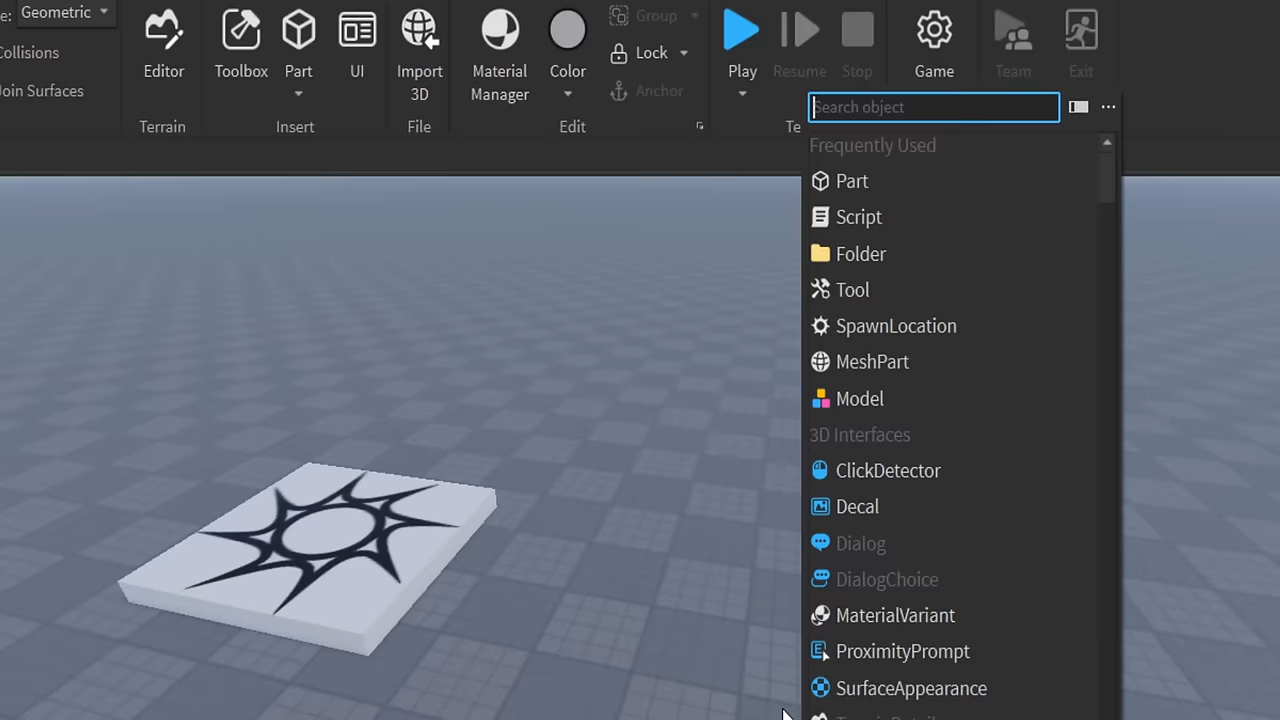 e: Geometric
Collisions
Join Surfaces
Editor
Terrain
Toolbox
Part
UI
Insert
Import
3D
File
Material
Manager
Color
Group
Lock
Anchor
Edit
Play
Resume
Stop
Te
Game
Team
Exit
Search object
Frequently Used
Part
Script
Folder
Tool
SpawnLocation
MeshPart
Model
3D Interfaces
ClickDetector
Decal
Dialog
DialogChoice
MaterialVariant
ProximityPrompt
SurfaceAppearance